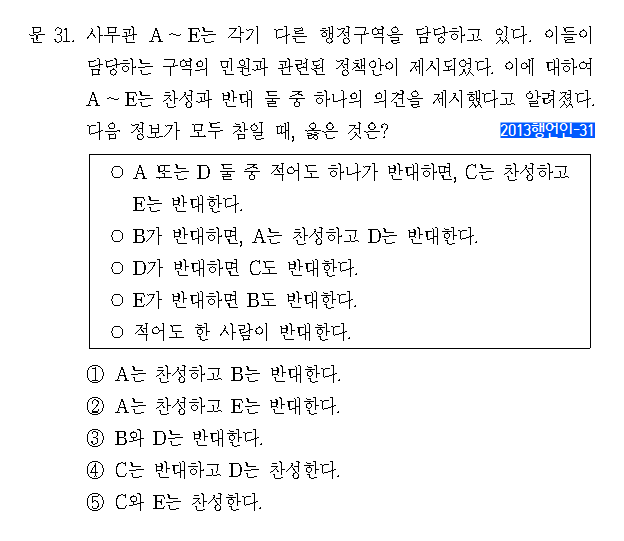 문 31. 사무관 A ~ E는 각기 다른 행정구역을 담당하고 있다. 이들이
담당하는 구역의 민원과 관련된 정책안이 제시되었다. 이에 대하여
A ~ E는 찬성과 반대 둘 중 하나의 의견을 제시했다고 알려졌다.
다음 정보가 모두 참일 때, 옳은 것은? 2013행언인-31
○ A 또는 D 둘 중 적어도 하나가 반대하면, C는 찬성하고
E는 반대한다.
○ B가 반대하면, A는 찬성하고 D는 반대한다.
○ D가 반대하면 C도 반대한다.
○ E가 반대하면 B도 반대한다.
○ 적어도 한 사람이 반대한다.
① A는 찬성하고 B는 반대한다.
② A는 찬성하고 E는 반대한다.
③ B와 D는 반대한다.
④ C는 반대하고 D는 찬성한다.
⑤ C와 E는 찬성한다.